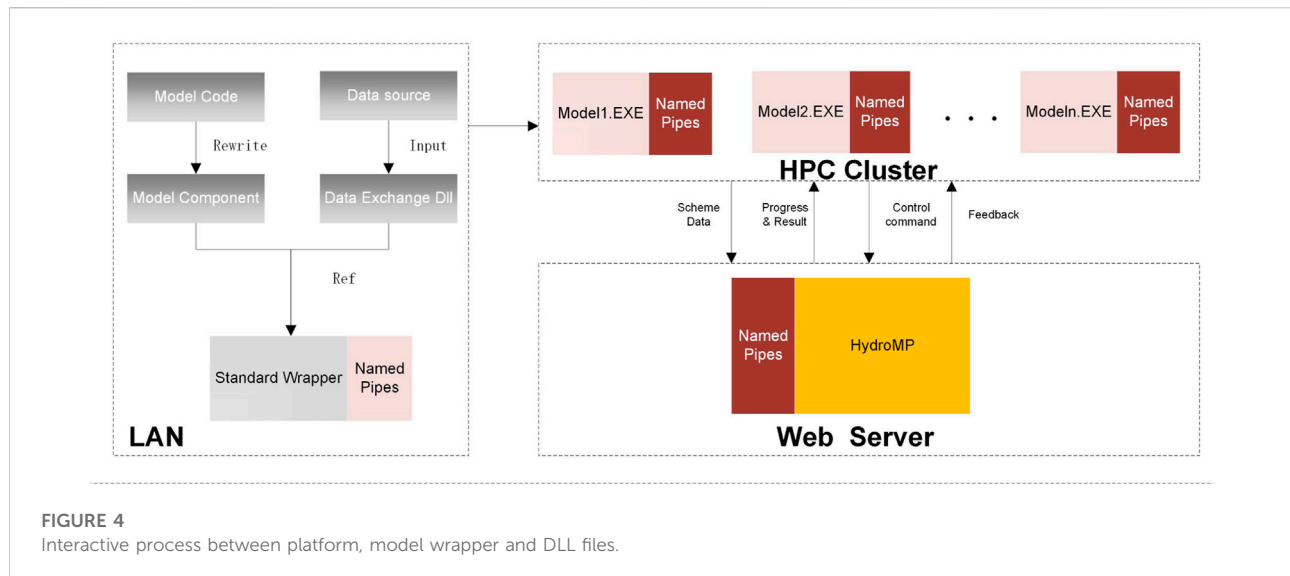 Model Code
Data source
Rewrite
Input
Model Component
Data Exchange Dll
Ref
Standard Wrapper
Named
Pipes
LAN
Model1.EXE
Named
Pipes
Model2.EXE
Named
Pipes
. . .
Modeln.EXE
Named
Pipes
HPC Cluster
Scheme
Data
Progress
& Result
Control
command
Feedback
Named
Pipes
HydroMP
Web Server
FIGURE 4
Interactive process between platform, model wrapper and DLL files.